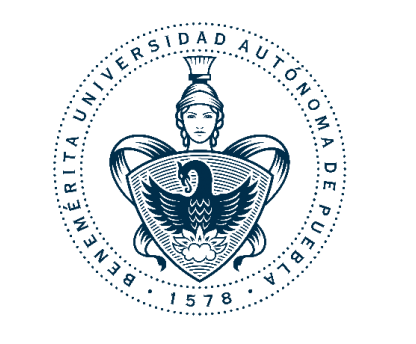 BENEMÉRITA UNIVERSIDAD AUTÓNOMA DE PUEBLA
· 1578 ·